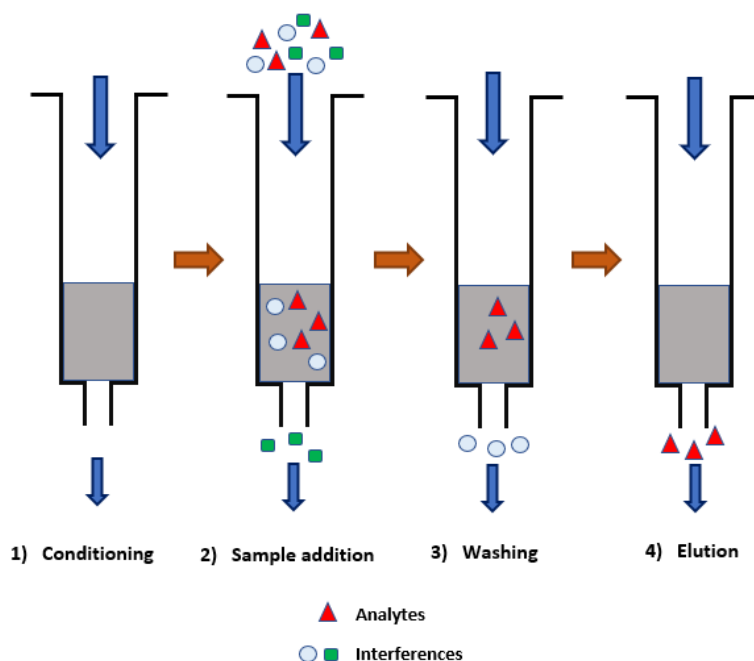 1) Conditioning
2) Sample addition
3) Washing
4) Elution
Analytes
Interferences